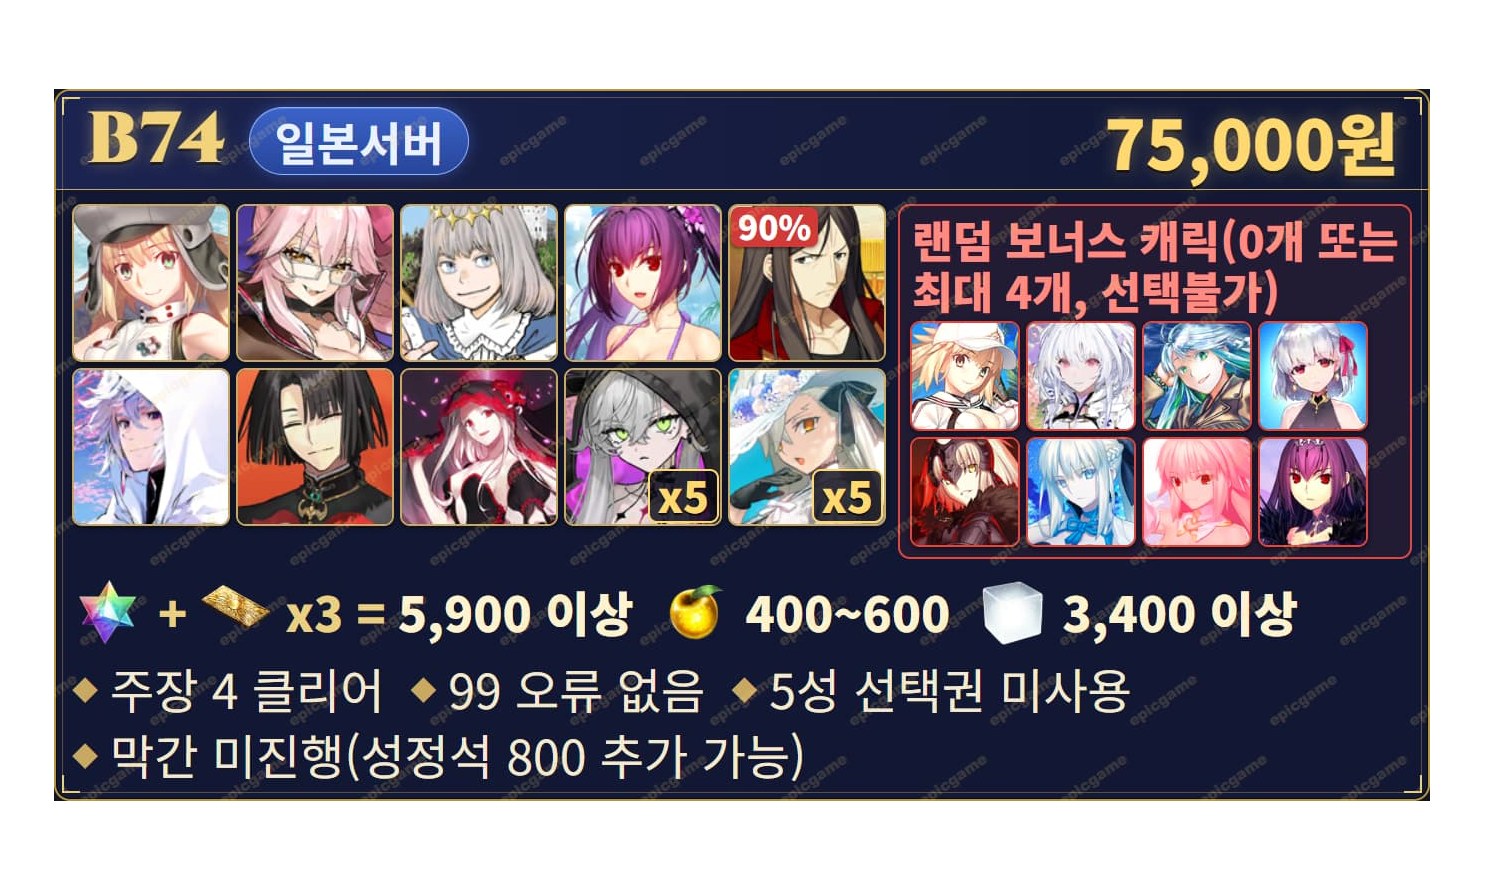 B74 일본서버 75,000원
90%
랜덤 보너스 캐릭(0개 또는
최대 4개, 선택불가)
x5 x5
+ x3 = 5,900 이상 400~600 3,400 이상
◆ 주장 4 클리어 ◆ 99 오류 없음 ◆ 5성 선택권 미사용
◆ 막간 미진행(성정석 800 추가 가능)
epicgame